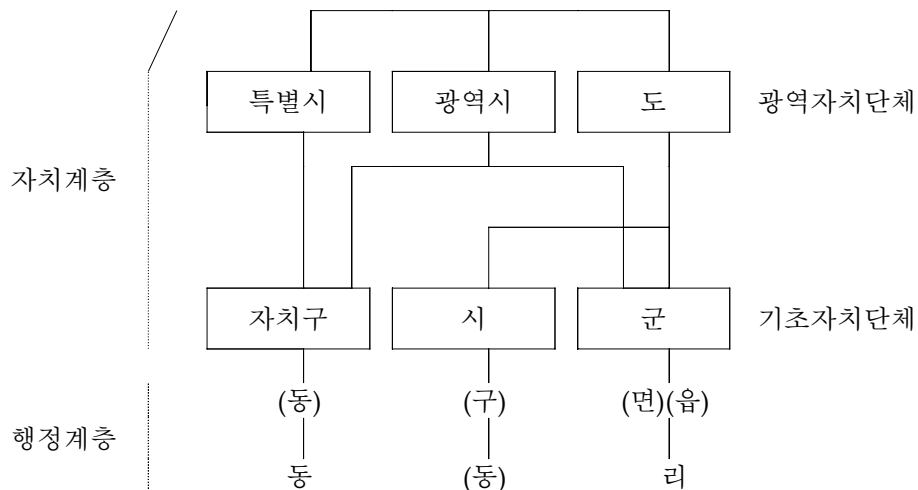 특별시 광역시 도 광역자치단체
자치계층
자치구 시 군 기초자치단체
(동) (구) (면)(읍)
행정계층
동 (동) 리